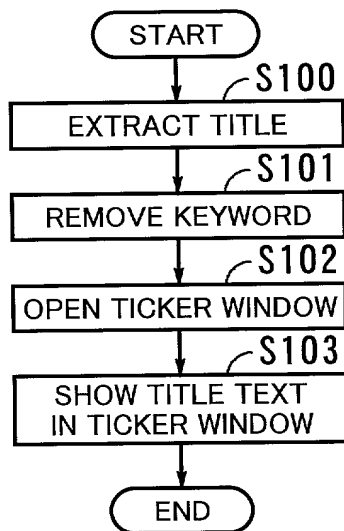 START
S100
EXTRACT TITLE
S101
REMOVE KEYWORD
S102
OPEN TICKER WINDOW
S103
SHOW TITLE TEXT
IN TICKER WINDOW
END